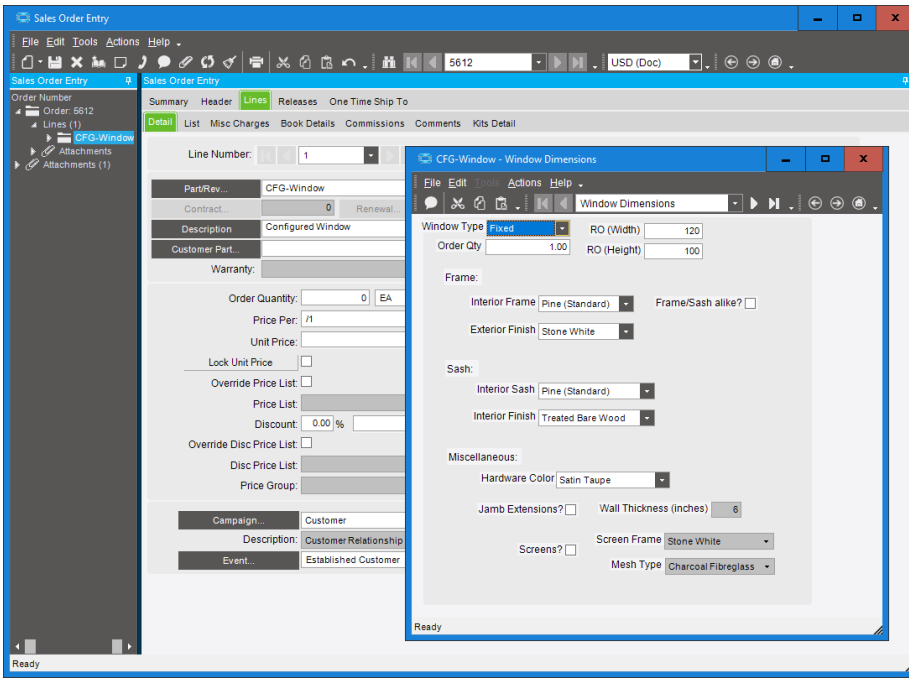 Sales Order Entry
File Edit Tools Actions Help
5612
USD (Doc)
Sales Order Entry
Order Number
Order: 5612
Lines (1)
CFG-Window
Attachments
Attachments (1)
Sales Order Entry
Summary Header Lines Releases One Time Ship To
Detail List Misc Charges Book Details Commissions Comments Kits Detail
Line Number: 1
Part/Rev... CFG-Window
Contract... 0 Renewal...
Description Configured Window
Customer Part...
Warranty:
Order Quantity: 0 EA
Price Per: /1
Unit Price:
Lock Unit Price
Override Price List:
Price List:
Discount: 0.00 %
Override Disc Price List:
Disc Price List:
Price Group:
Campaign... Customer
Description: Customer Relationship
Event... Established Customer
Ready
CFG-Window - Window Dimensions
File Edit Tools Actions Help
Window Dimensions
Window Type Fixed RO (Width) 120
Order Qty 1.00 RO (Height) 100
Frame:
Interior Frame Pine (Standard) Frame/Sash alike?
Exterior Finish Stone White
Sash:
Interior Sash Pine (Standard)
Interior Finish Treated Bare Wood
Miscellaneous:
Hardware Color Satin Taupe
Jamb Extensions? Wall Thickness (inches) 6
Screens? Screen Frame Stone White
Mesh Type Charcoal Fibreglass
Ready